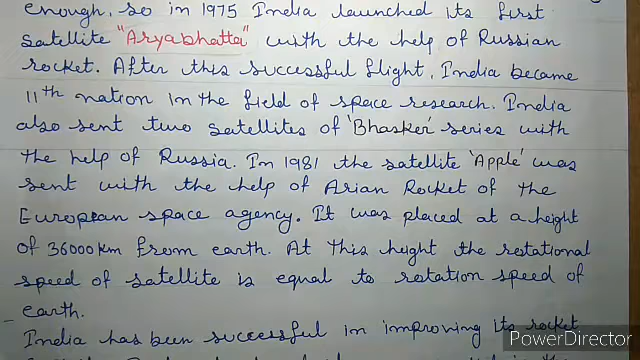 enough, so in 1975 India launched its first
satellite "Aryabhatta" with the help of Russian
rocket. After this successful flight, India became
11th nation in the field of space research. India
also sent two satellites of 'Bhasker' series with
the help of Russia. In 1981 the satellite 'Apple' was
sent with the help of Arian Rocket of the
European space agency. It was placed at a height
of 36000km from earth. At this height the rotational
speed of satellite is equal to rotation speed of
earth.
India has been successful in improving its rocket
PowerDirector